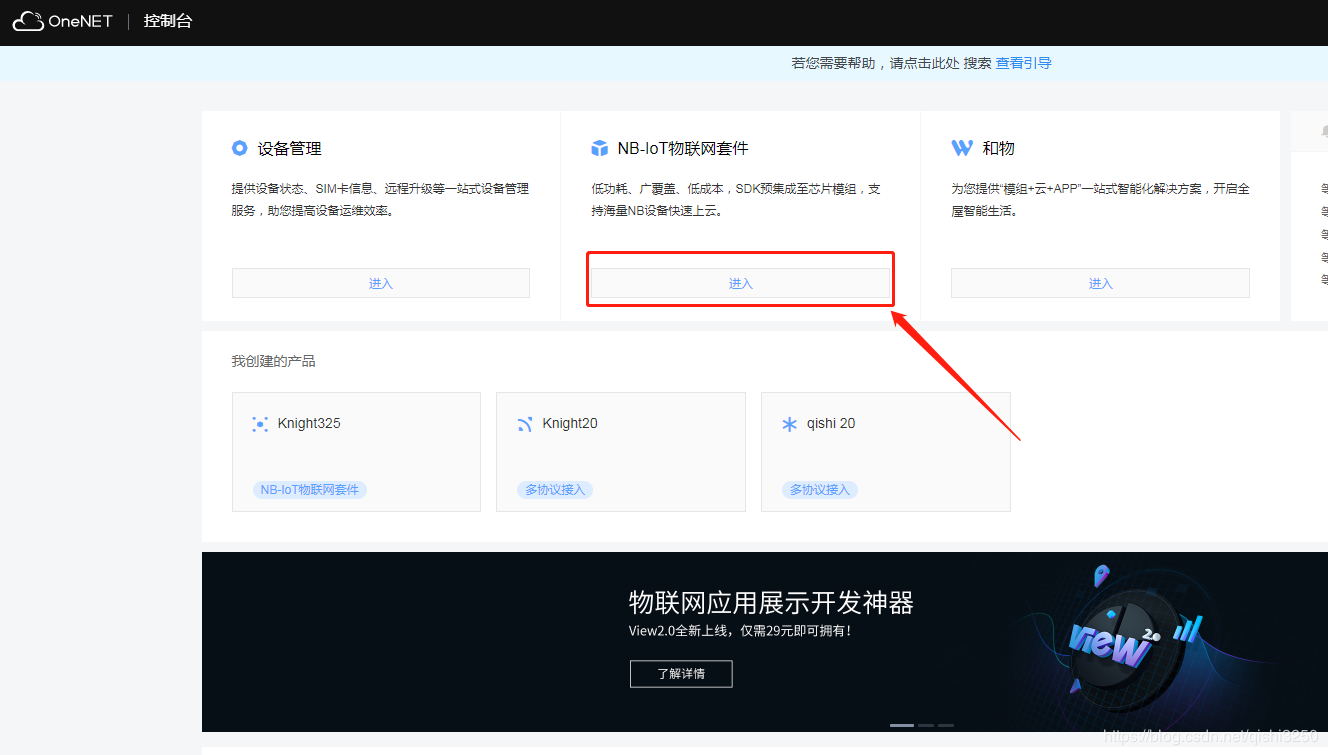 OneNET 控制台
若您需要帮助，请点击此处 搜索 查看引导
设备管理
提供设备状态、SIM卡信息、远程升级等一站式设备管理
服务，助您提高设备运维效率。
进入
NB-IoT物联网套件
低功耗、广覆盖、低成本，SDK预集成至芯片模组，支
持海量NB设备快速上云。
进入
和物
为您提供“模组+云+APP”一站式智能化解决方案，开启全
屋智能生活。
进入
我创建的产品
Knight325
NB-IoT物联网套件
Knight20
多协议接入
qishi 20
多协议接入
物联网应用展示开发神器
View2.0全新上线，仅需29元即可拥有！
了解详情
view 2.0
https://blog.csdn.net/qishi3250